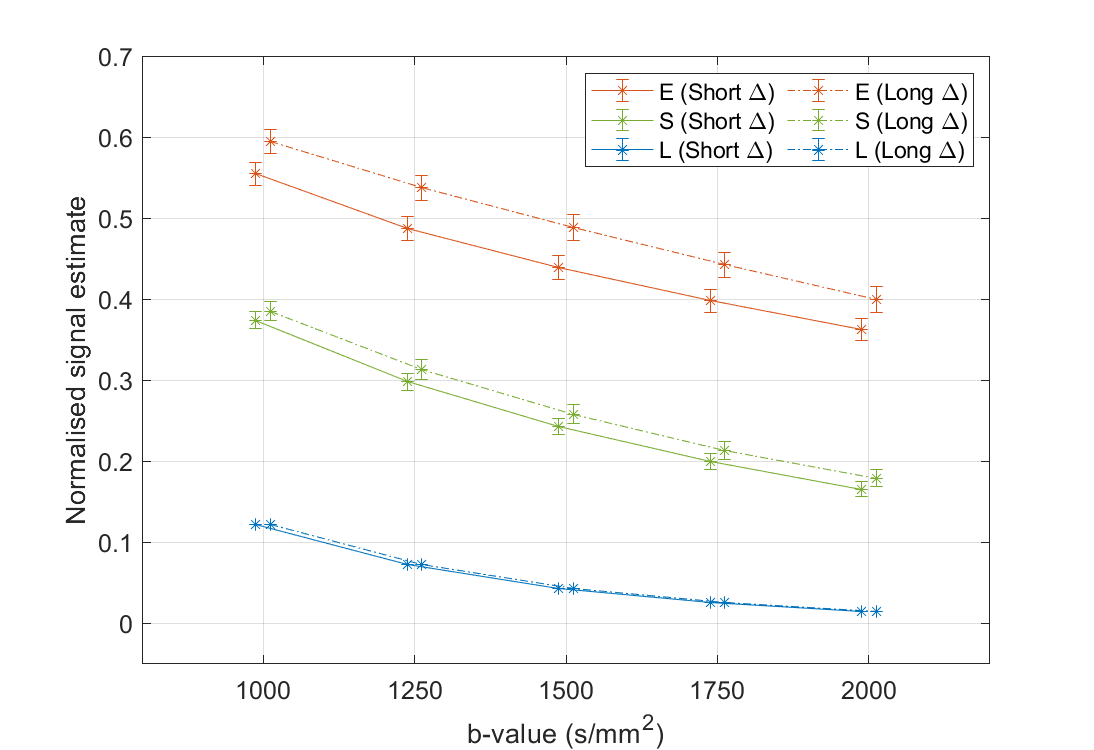 0.7
0.6
0.5
0.4
0.3
0.2
0.1
0
Normalised signal estimate
E (Short Δ) E (Long Δ)
S (Short Δ) S (Long Δ)
L (Short Δ) L (Long Δ)
1000 1250 1500 1750 2000
b-value (s/mm²)